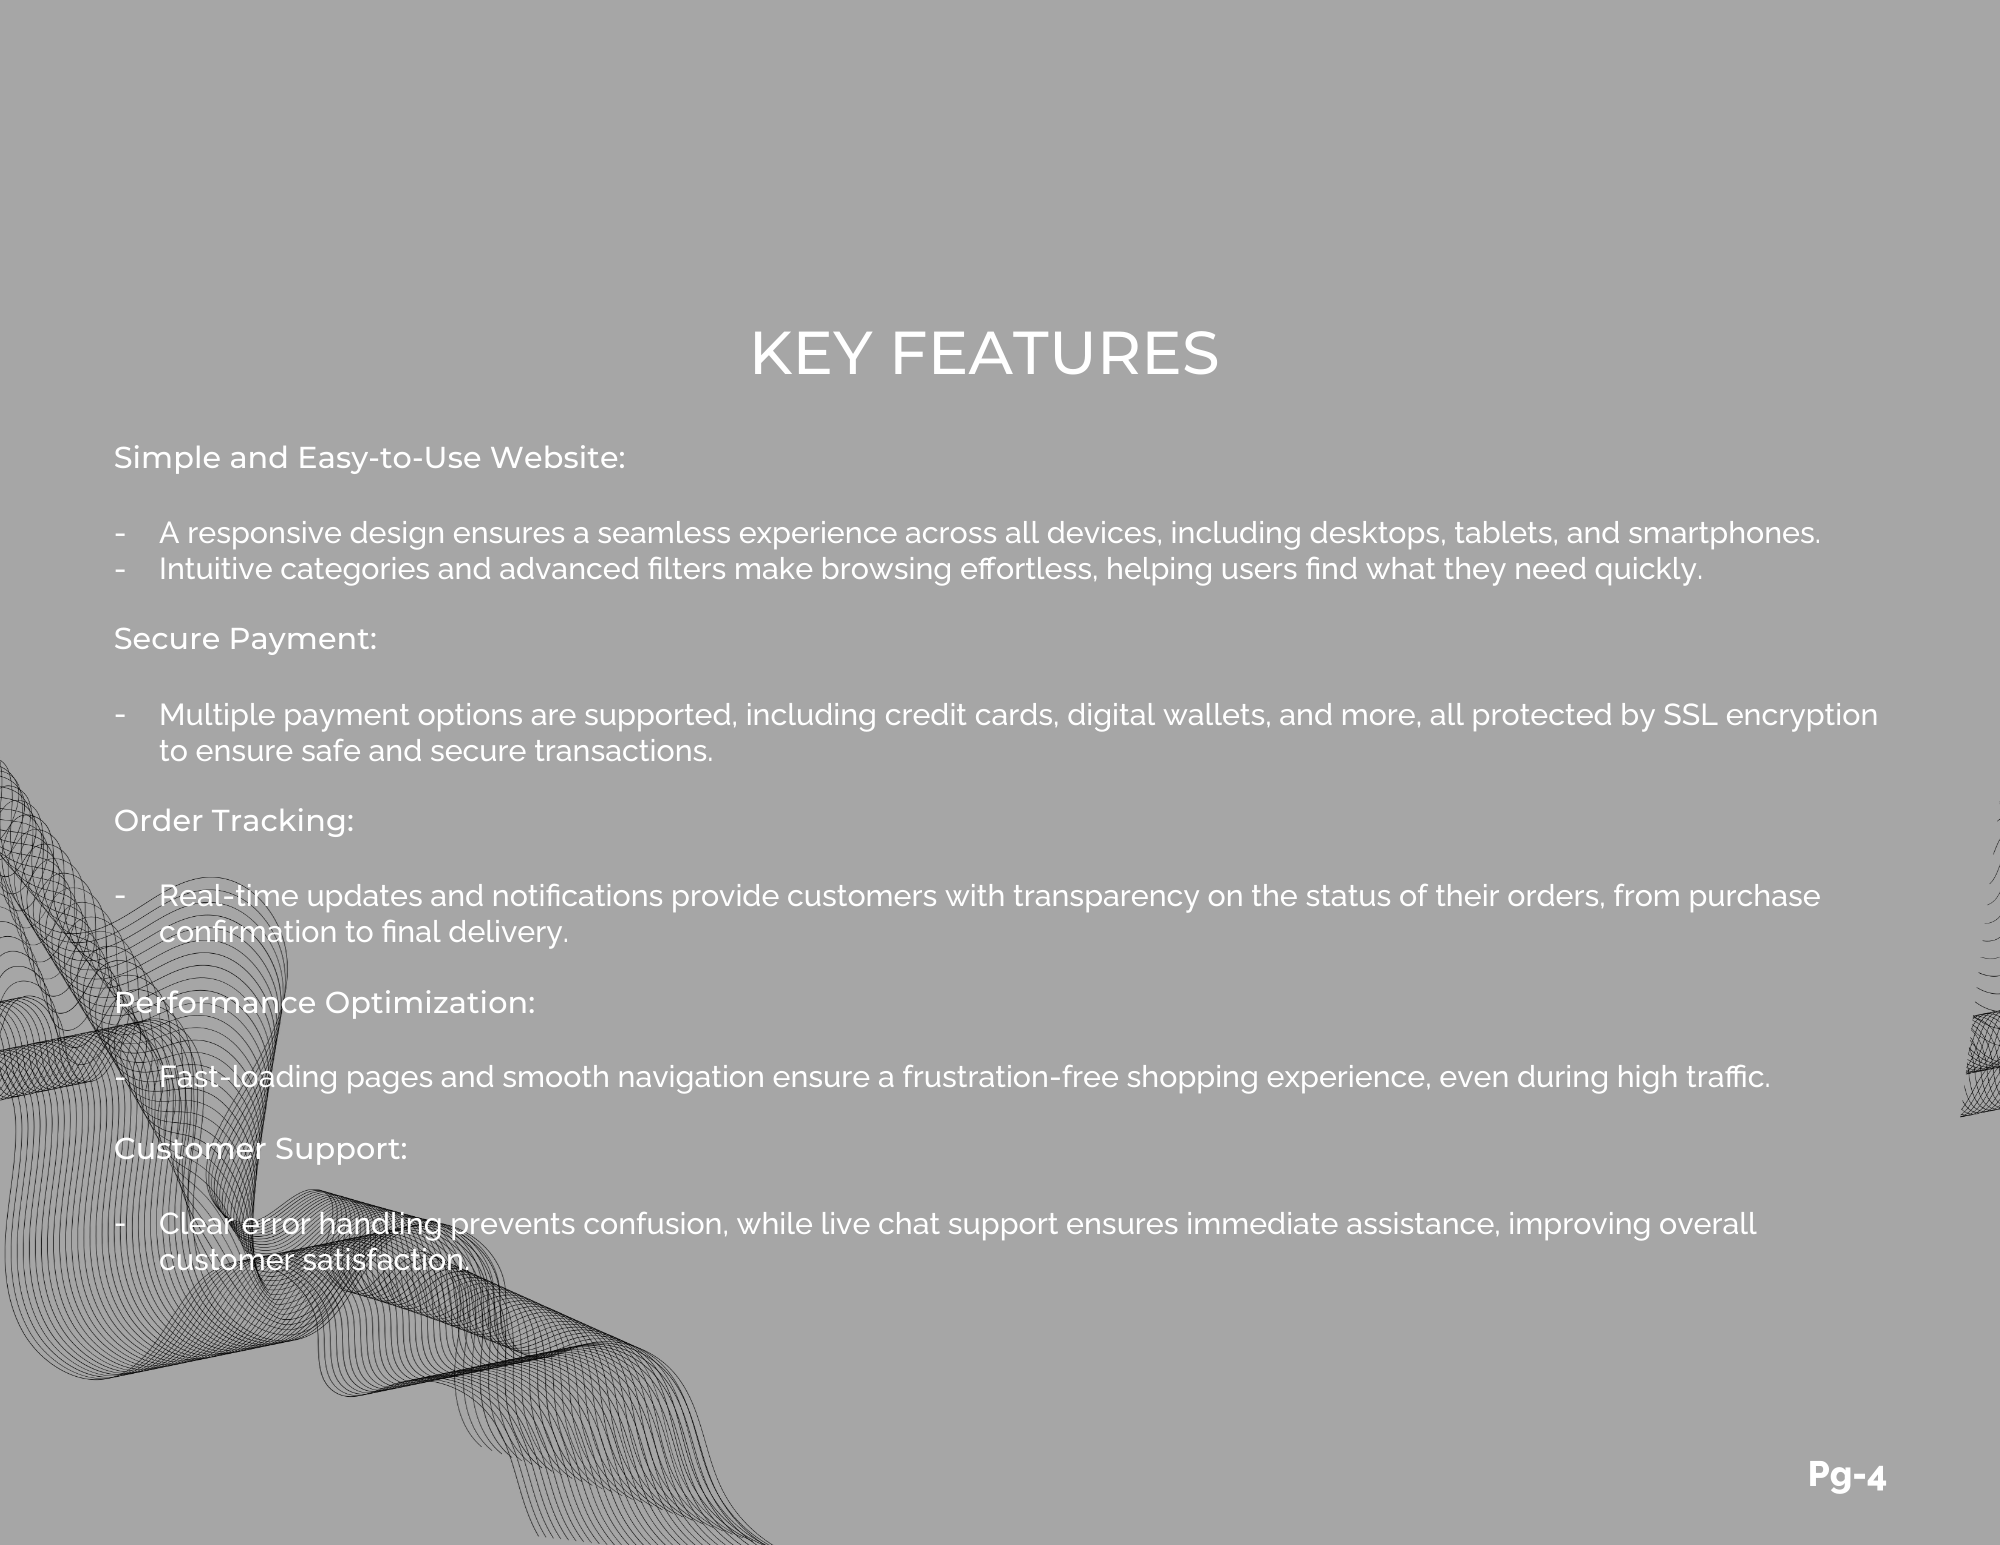 KEY FEATURES
Simple and Easy-to-Use Website:
- A responsive design ensures a seamless experience across all devices, including desktops, tablets, and smartphones.
- Intuitive categories and advanced filters make browsing effortless, helping users find what they need quickly.
Secure Payment:
- Multiple payment options are supported, including credit cards, digital wallets, and more, all protected by SSL encryption
to ensure safe and secure transactions.
Order Tracking:
- Real-time updates and notifications provide customers with transparency on the status of their orders, from purchase
confirmation to final delivery.
Performance Optimization:
- Fast-loading pages and smooth navigation ensure a frustration-free shopping experience, even during high traffic.
Customer Support:
- Clear error handling prevents confusion, while live chat support ensures immediate assistance, improving overall
customer satisfaction.
Pg-4